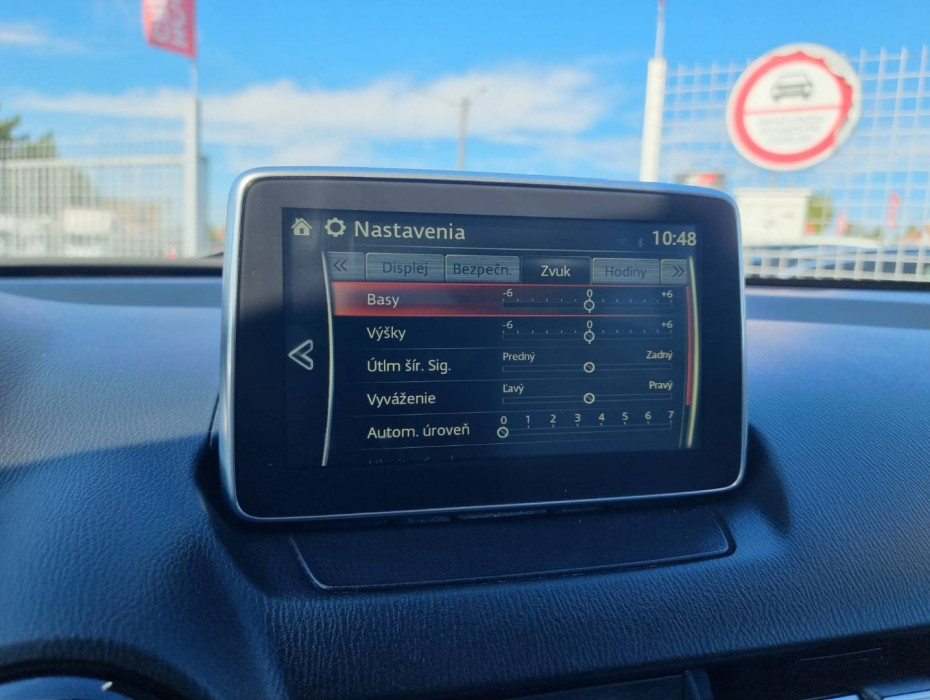 Nastavenia
10:48
Displej Bezpečn. Zvuk Hodiny
Basy -6 0 +6
Výšky -6 0 +6
Útlm šír. Sig. Predný Zadný
Vyváženie Ľavý Pravý
Autom. úroveň 0 1 2 3 4 5 6 7